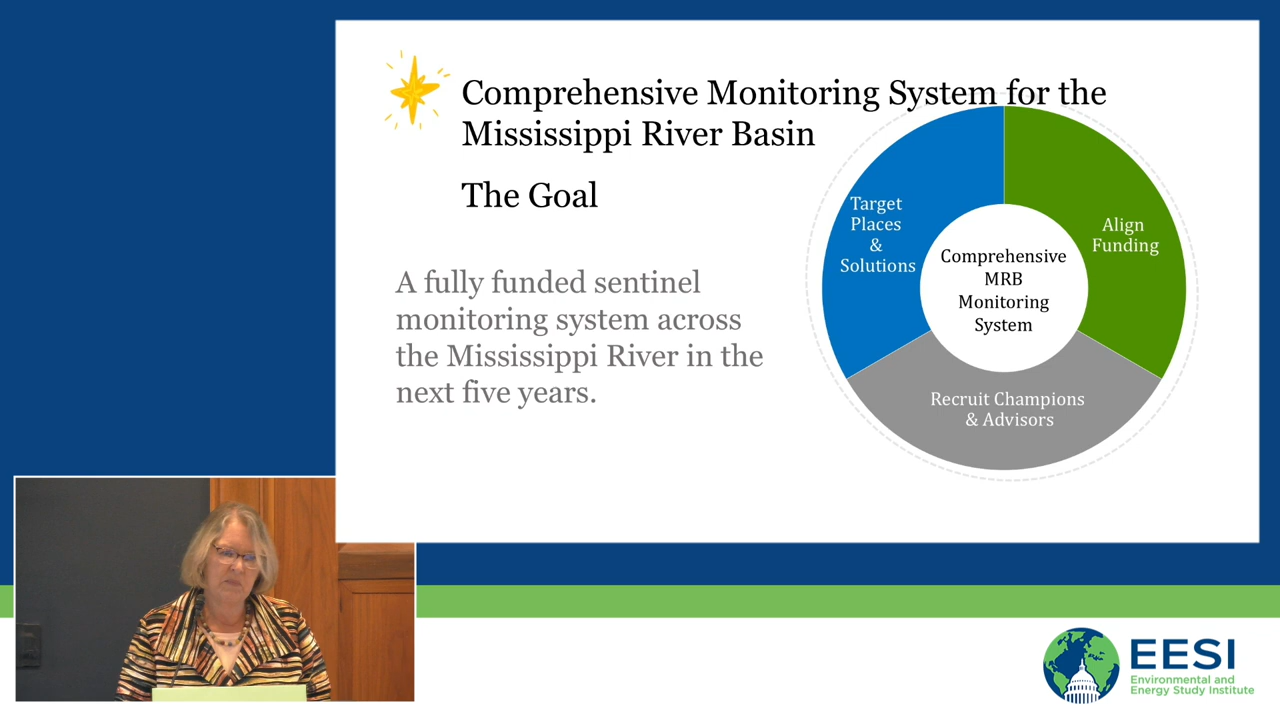 Comprehensive Monitoring System for the
Mississippi River Basin
The Goal
A fully funded sentinel
monitoring system across
the Mississippi River in the
next five years.
Target
Places
&
Solutions
Align
Funding
Comprehensive
MRB
Monitoring
System
Recruit Champions
& Advisors
EESI
Environmental and
Energy Study Institute